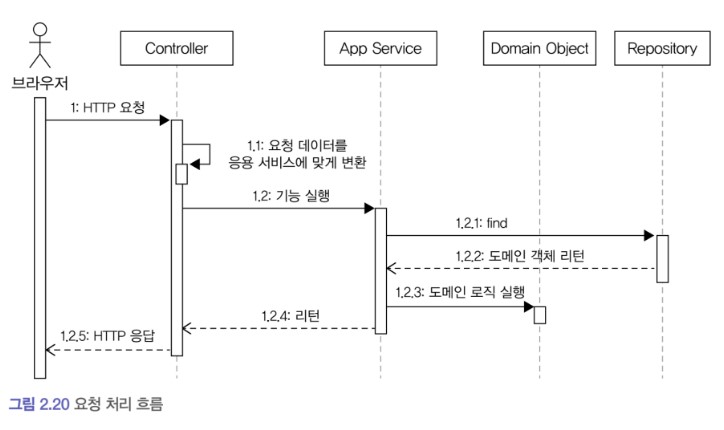 Controller
App Service
Domain Object
Repository
브라우저
1: HTTP 요청
1.1: 요청 데이터를
응용 서비스에 맞게 변환
1.2: 기능 실행
1.2.1: find
1.2.2: 도메인 객체 리턴
1.2.3: 도메인 로직 실행
1.2.4: 리턴
1.2.5: HTTP 응답
그림 2.20 요청 처리 흐름